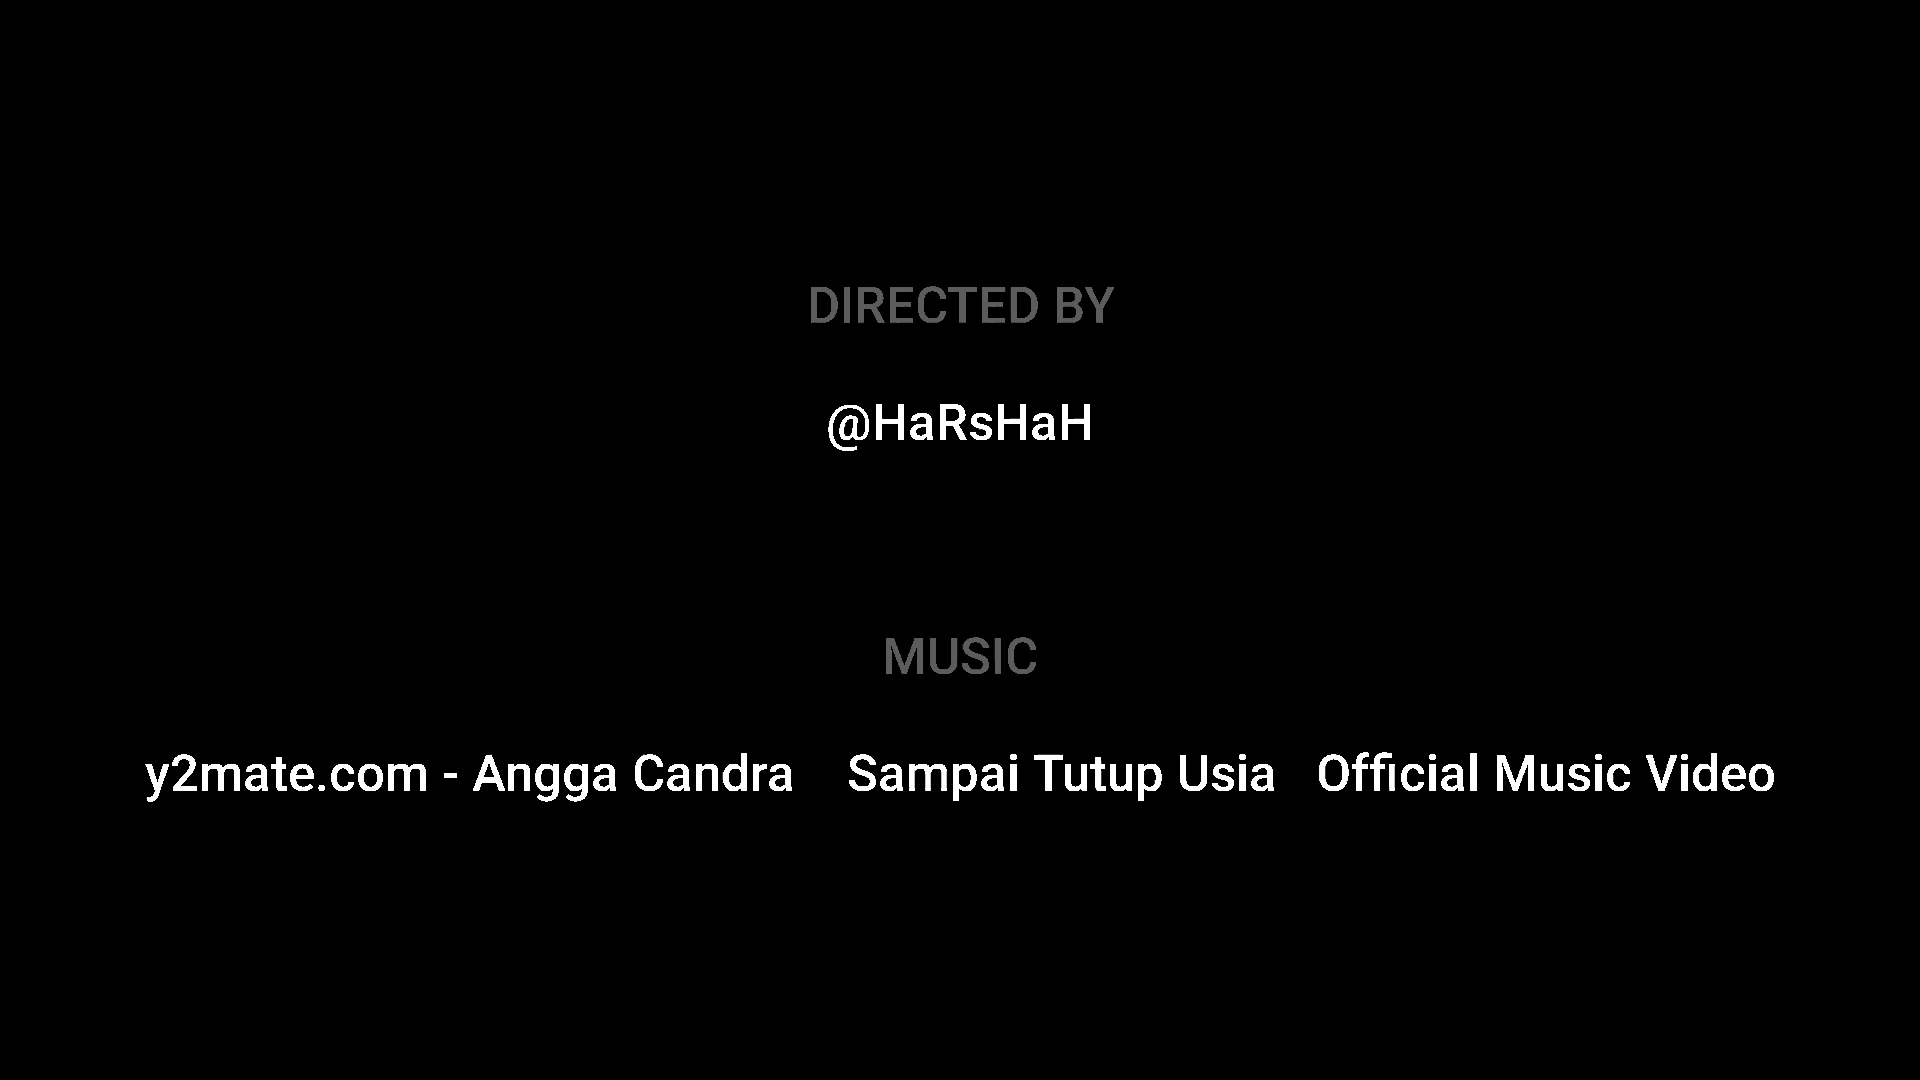 DIRECTED BY
@HaRsHaH
MUSIC
y2mate.com - Angga Candra    Sampai Tutup Usia   Official Music Video